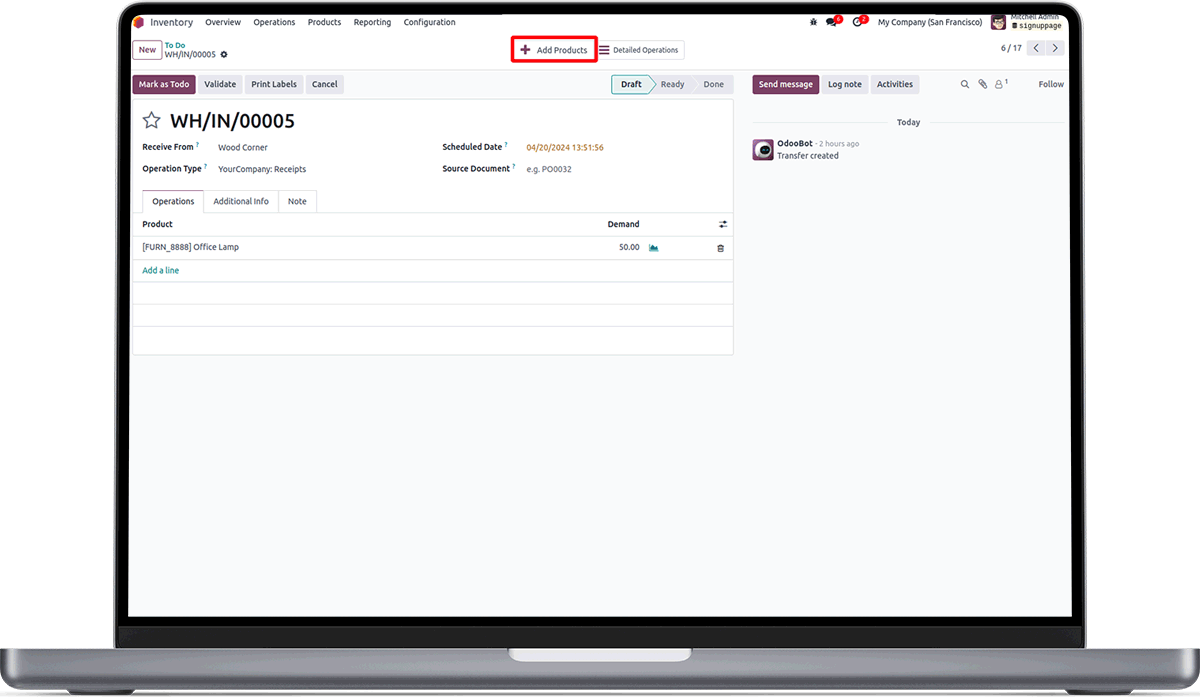 Inventory Overview Operations Products Reporting Configuration 6 2 My Company (San Francisco) Mitchell Admin
signuppage
New To Do
WH/IN/00005
Add Products Detailed Operations 6 / 17
Mark as Todo Validate Print Labels Cancel Draft Ready Done Send message Log note Activities 1 Follow
WH/IN/00005
Today
Receive From ? Wood Corner Scheduled Date ? 04/20/2024 13:51:56
OdooBot - 2 hours ago
Transfer created
Operation Type ? YourCompany: Receipts Source Document ? e.g. PO0032
Operations Additional Info Note
Product Demand
[FURN_8888] Office Lamp 50.00
Add a line